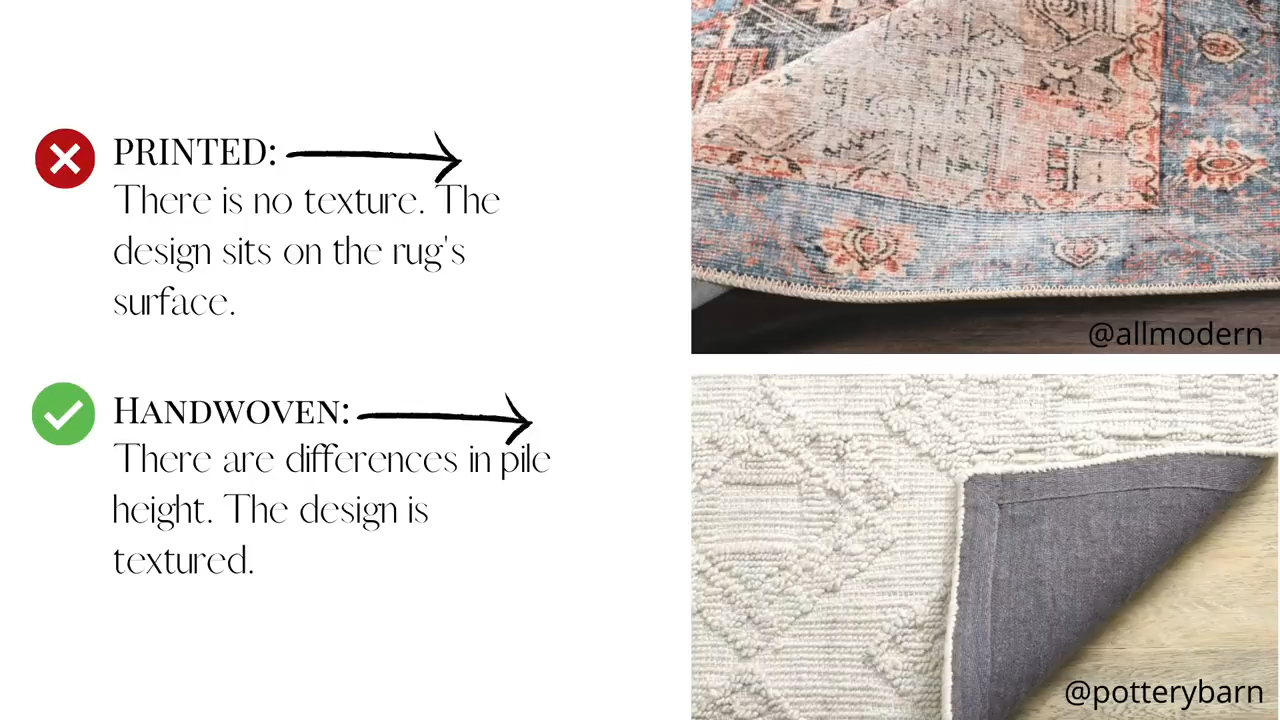 PRINTED:
There is no texture. The
design sits on the rug's
surface.
@allmodern
HANDWOVEN:
There are differences in pile
height. The design is
textured.
@potterybarn